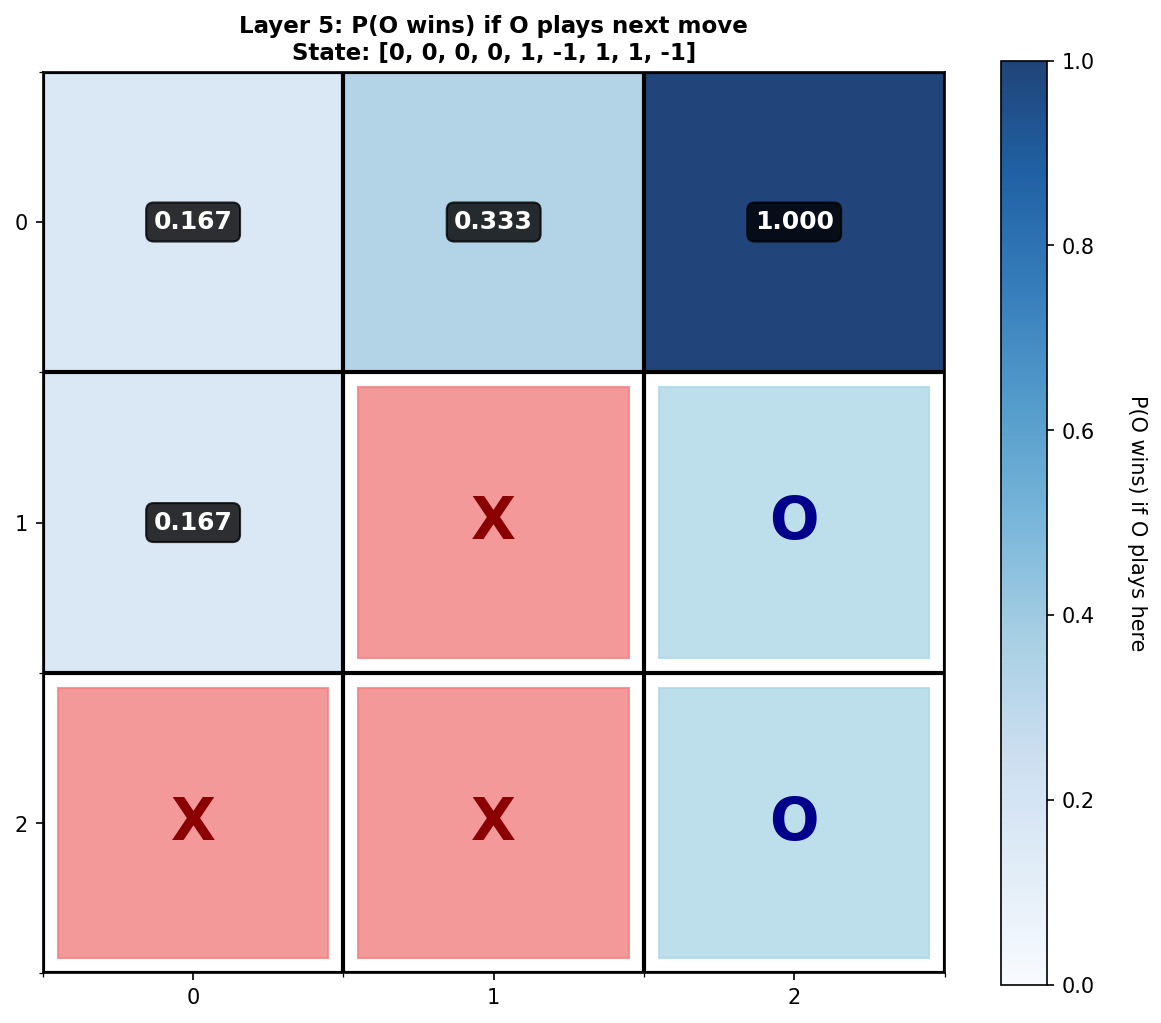 Layer 5: P(O wins) if O plays next move
State: [0, 0, 0, 0, 1, -1, 1, 1, -1]
0.167
0.333
1.000
0.167
X
O
X
X
O
0
1
2
0
1
2
1.0
0.8
0.6
0.4
0.2
0.0
P(O wins) if O plays here